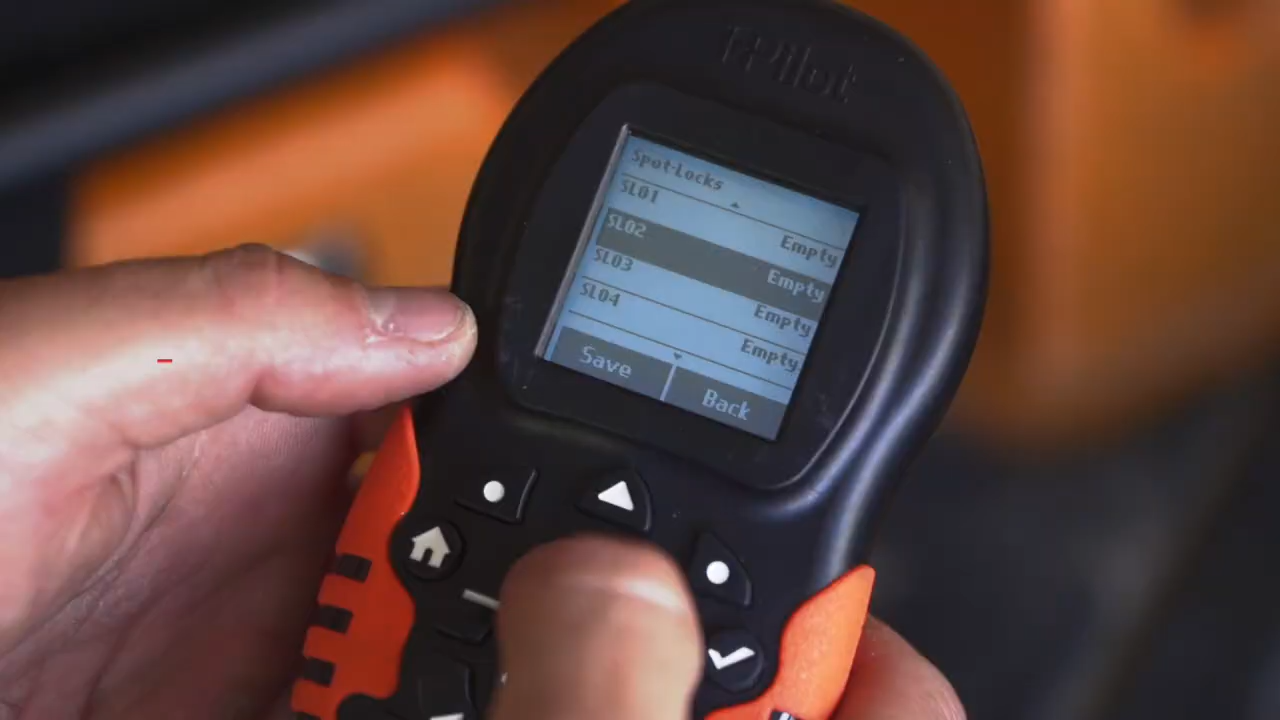 i-Pilot
Spot-Locks
SL01 Empty
SL02 Empty
SL03 Empty
SL04 Empty
Save Back